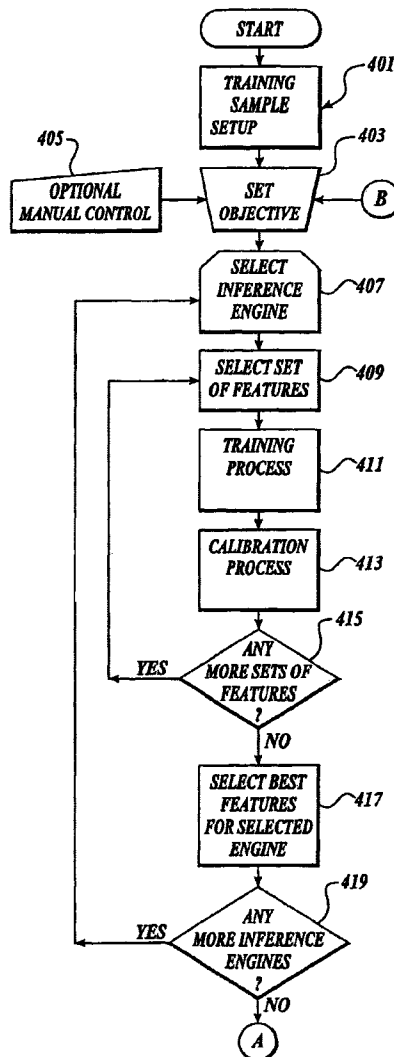 START
TRAINING
SAMPLE
SETUP
401
405
403
OPTIONAL
MANUAL CONTROL
SET
OBJECTIVE
B
SELECT
INFERENCE
ENGINE
407
SELECT SET
OF FEATURES
409
TRAINING
PROCESS
411
CALIBRATION
PROCESS
413
415
ANY
MORE SETS OF
FEATURES
?
YES
NO
SELECT BEST
FEATURES
FOR SELECTED
ENGINE
417
419
ANY
MORE INFERENCE
ENGINES
?
YES
NO
A